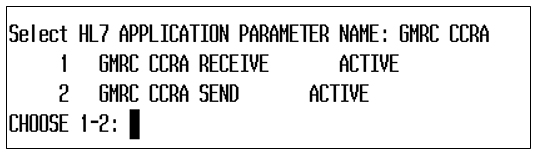 Select HL7 APPLICATION PARAMETER NAME: GMRC CCRA
1 GMRC CCRA RECEIVE ACTIVE
2 GMRC CCRA SEND ACTIVE
CHOOSE 1-2: